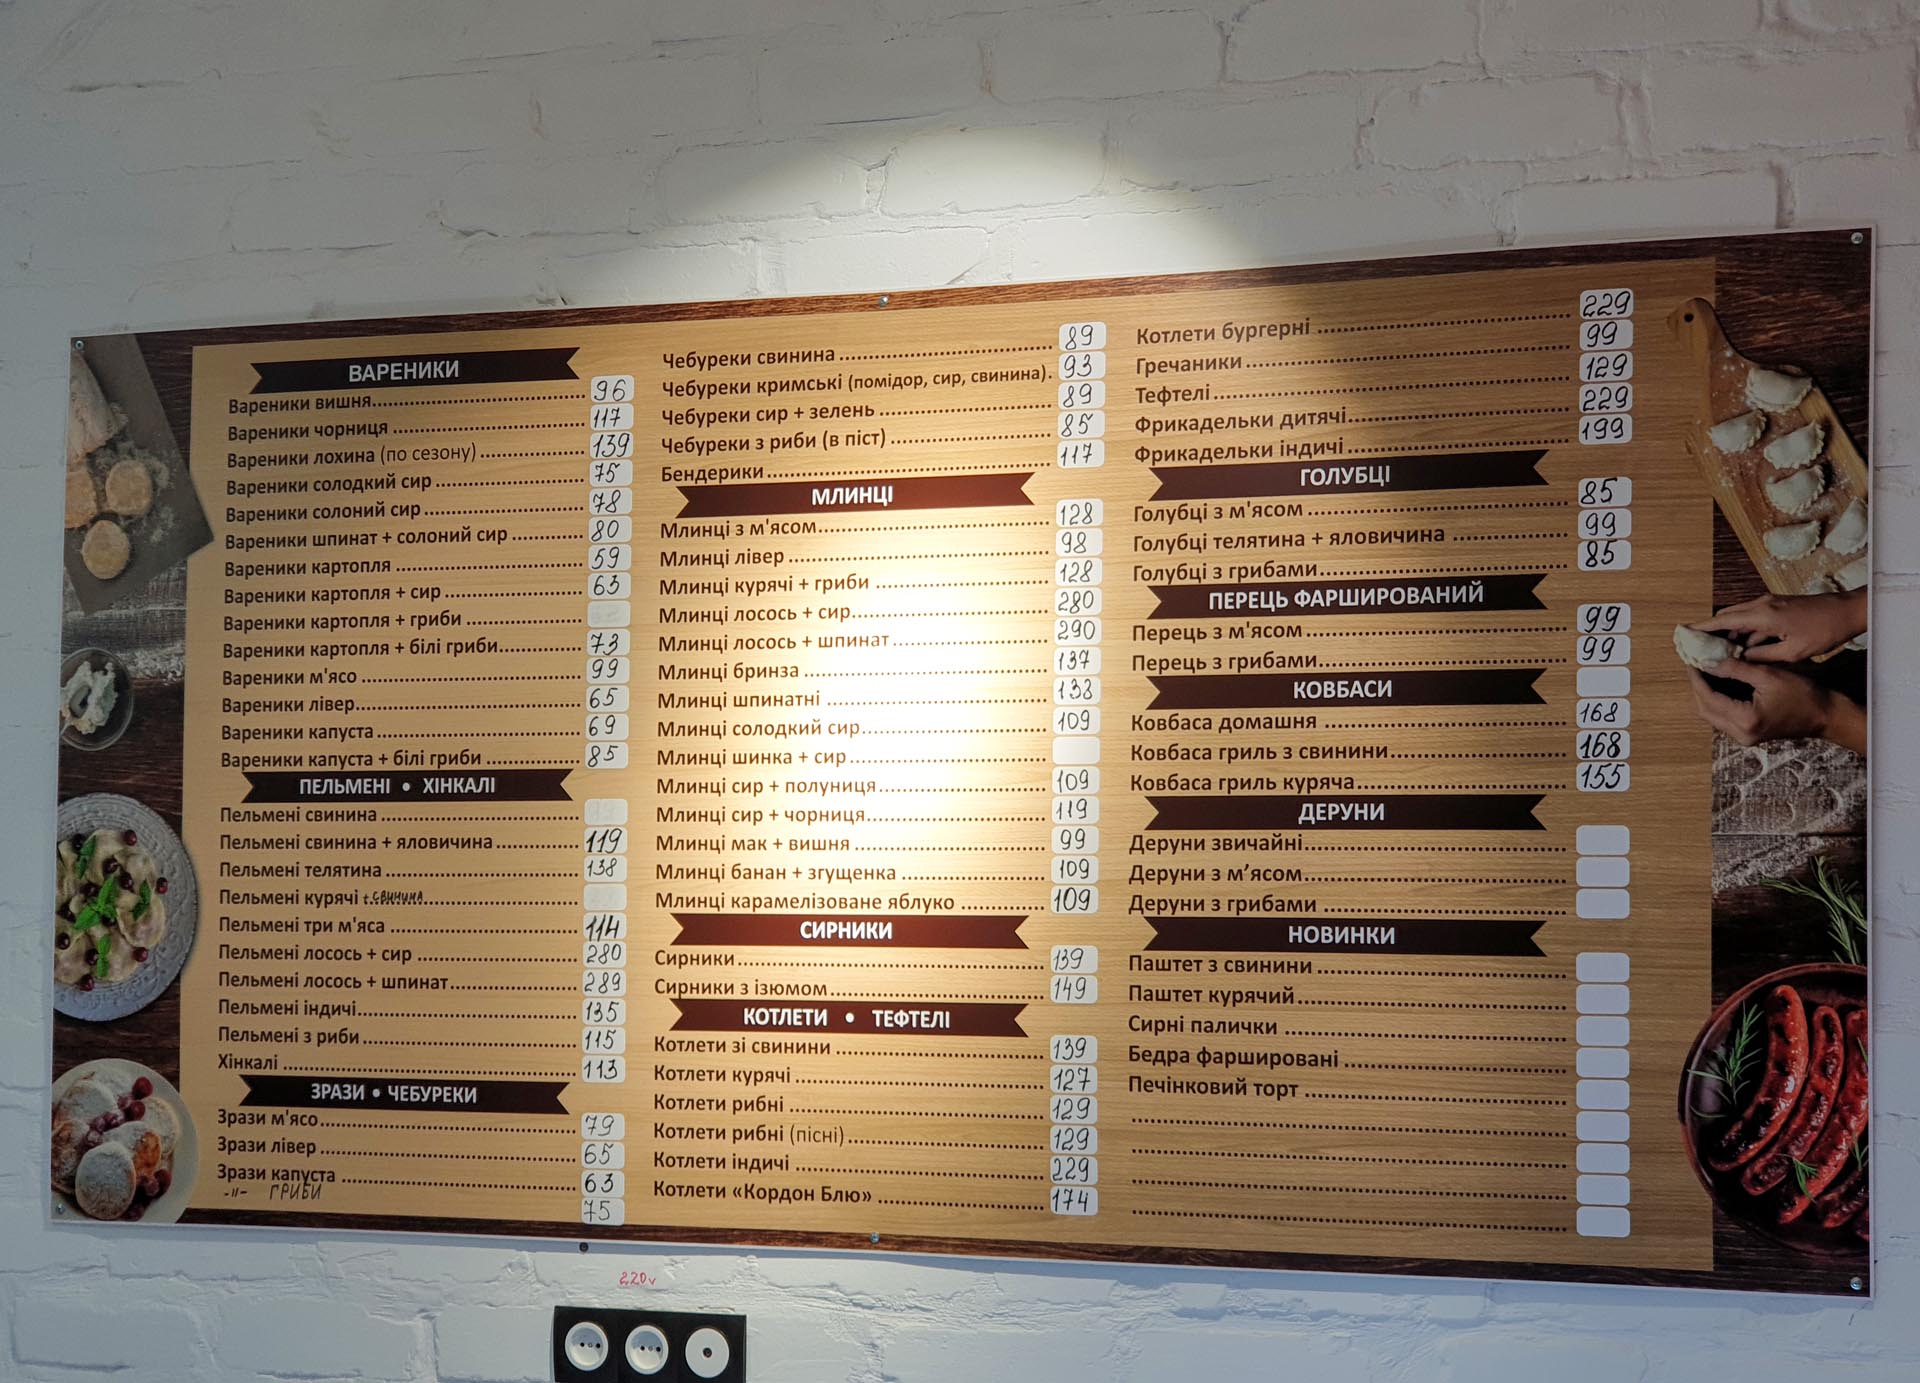 ВАРЕНИКИ
Вареники вишня 96
Вареники чорниця 117
Вареники лохина (по сезону) 139
Вареники солодкий сир 75
Вареники солоний сир 78
Вареники шпинат + солоний сир 80
Вареники картопля 59
Вареники картопля + сир 63
Вареники картопля + гриби
Вареники картопля + білі гриби 73
Вареники м'ясо 99
Вареники лівер 65
Вареники капуста 69
Вареники капуста + білі гриби 85
ПЕЛЬМЕНІ • ХІНКАЛІ
Пельмені свинина
Пельмені свинина + яловичина 119
Пельмені телятина 138
Пельмені курячі + свинина
Пельмені три м'яса 114
Пельмені лосось + сир 280
Пельмені лосось + шпинат 289
Пельмені індичі 135
Пельмені з риби 115
Хінкалі 113
ЗРАЗИ • ЧЕБУРЕКИ
Зрази м'ясо 79
Зрази лівер 65
Зрази капуста 63
-"- ГРИБИ 75
Чебуреки свинина 89
Чебуреки кримські (помідор, сир, свинина) 93
Чебуреки сир + зелень 89
Чебуреки з риби (в піст) 85
Бендерики 117
МЛИНЦІ
Млинці з м'ясом 128
Млинці лівер 98
Млинці курячі + гриби 128
Млинці лосось + сир 280
Млинці лосось + шпинат 290
Млинці бринза 137
Млинці шпинатні 133
Млинці солодкий сир 109
Млинці шинка + сир
Млинці сир + полуниця 109
Млинці сир + чорниця 119
Млинці мак + вишня 99
Млинці банан + згущенка 109
Млинці карамелізоване яблуко 109
СИРНИКИ
Сирники 139
Сирники з ізюмом 149
КОТЛЕТИ • ТЕФТЕЛІ
Котлети зі свинини 139
Котлети курячі 127
Котлети рибні 129
Котлети рибні (пісні) 129
Котлети індичі 229
Котлети «Кордон Блю» 174
Котлети бургерні 229
Гречаники 99
Тефтелі 129
Фрикадельки дитячі 229
Фрикадельки індичі 199
ГОЛУБЦІ
Голубці з м'ясом 85
Голубці телятина + яловичина 99
Голубці з грибами 85
ПЕРЕЦЬ ФАРШИРОВАНИЙ
Перець з м'ясом 99
Перець з грибами 99
КОВБАСИ
Ковбаса домашня 168
Ковбаса гриль з свинини 168
Ковбаса гриль куряча 155
ДЕРУНИ
Деруни звичайні
Деруни з м'ясом
Деруни з грибами
НОВИНКИ
Паштет з свинини
Паштет курячий
Сирні палички
Бедра фаршировані
Печінковий торт
220v